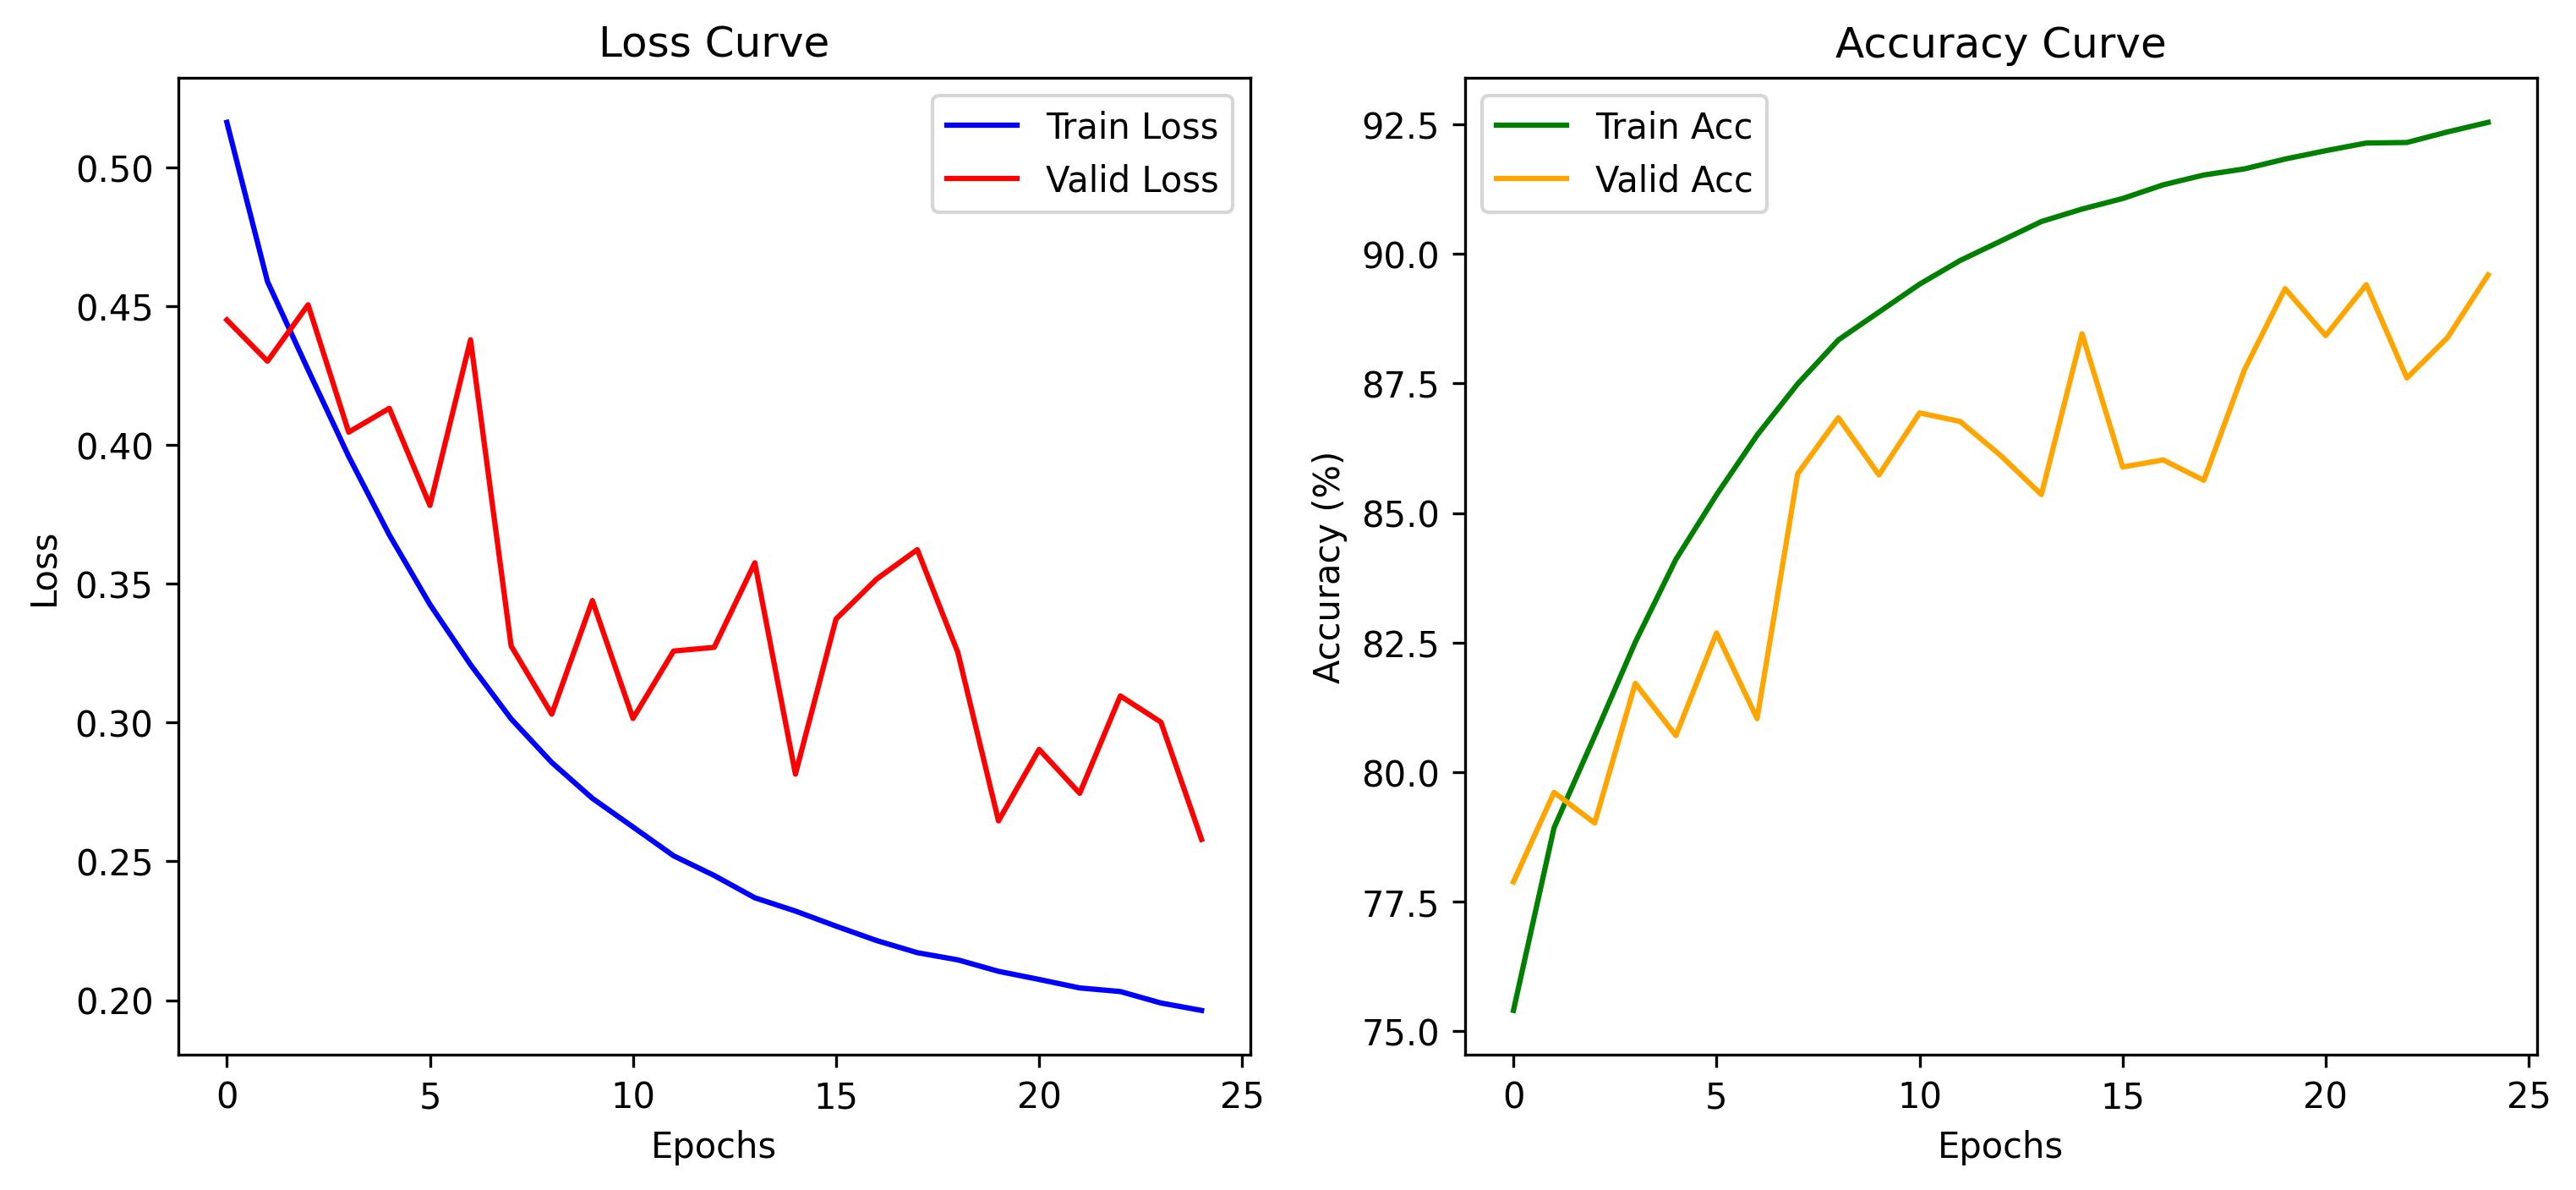 Loss Curve
Train Loss
Valid Loss
0.50
0.45
0.40
0.35
0.30
0.25
0.20
Loss
0 5 10 15 20 25
Epochs
Accuracy Curve
Train Acc
Valid Acc
92.5
90.0
87.5
85.0
82.5
80.0
77.5
75.0
Accuracy (%)
0 5 10 15 20 25
Epochs